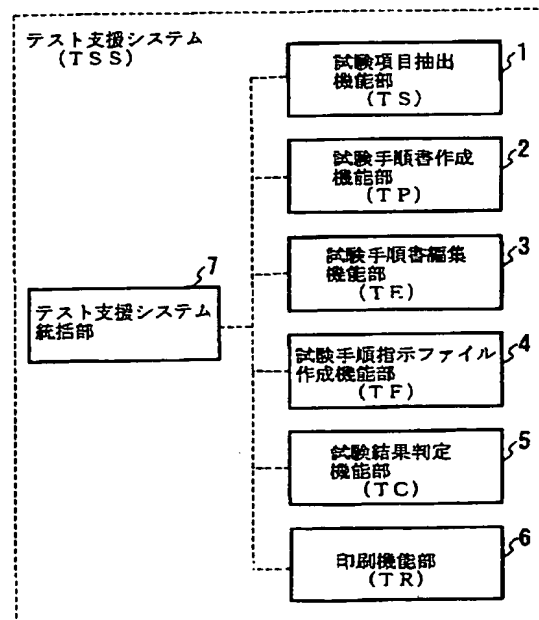 テスト支援システム
(TSS)
試験項目抽出
機能部
(TS)
1
試験手順書作成
機能部
(TP)
2
試験手順書編集
機能部
(TE)
3
7
テスト支援システム
統括部
試験手順指示ファイル
作成機能部
(TF)
4
試験結果判定
機能部
(TC)
5
印刷機能部
(TR)
6